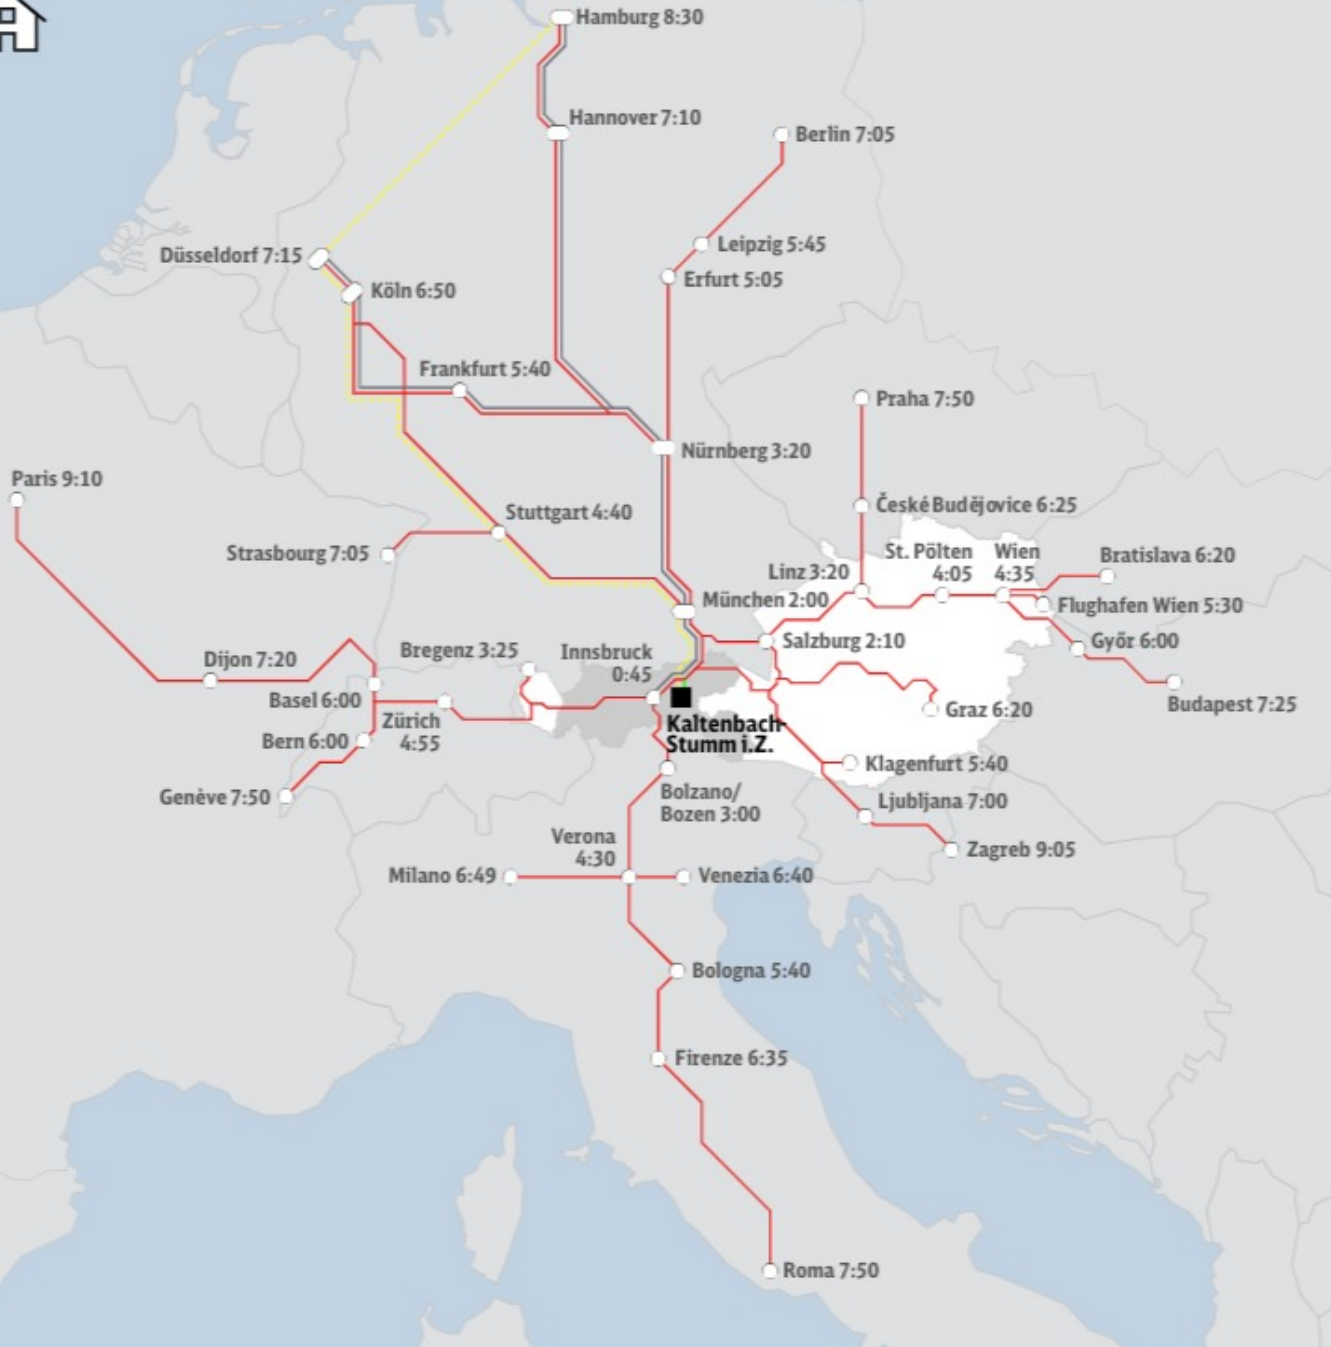 Hamburg 8:30
Hannover 7:10
Berlin 7:05
Düsseldorf 7:15
Leipzig 5:45
Erfurt 5:05
Köln 6:50
Frankfurt 5:40
Praha 7:50
Nürnberg 3:20
Paris 9:10
České Budějovice 6:25
Stuttgart 4:40
Strasbourg 7:05
St. Pölten
4:05
Wien
4:35
Bratislava 6:20
Linz 3:20
München 2:00
Flughafen Wien 5:30
Salzburg 2:10
Győr 6:00
Bregenz 3:25
Innsbruck
0:45
Dijon 7:20
Basel 6:00
Zürich
4:55
Budapest 7:25
Graz 6:20
Kaltenbach-
Stumm i.Z.
Bern 6:00
Klagenfurt 5:40
Genève 7:50
Bolzano/
Bozen 3:00
Ljubljana 7:00
Verona
4:30
Zagreb 9:05
Milano 6:49
Venezia 6:40
Bologna 5:40
Firenze 6:35
Roma 7:50